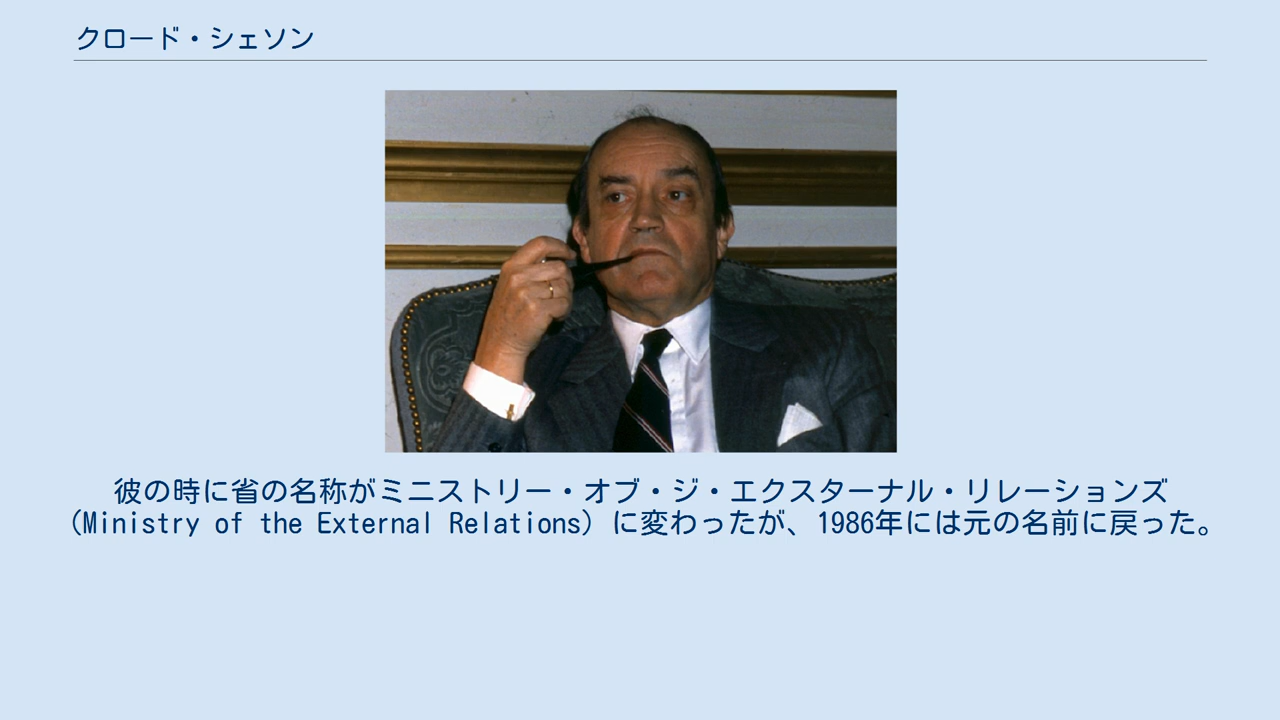 クロード・シェソン
彼の時に省の名称がミニストリー・オブ・ジ・エクスターナル・リレーションズ
(Ministry of the External Relations) に変わったが、1986年には元の名前に戻った。